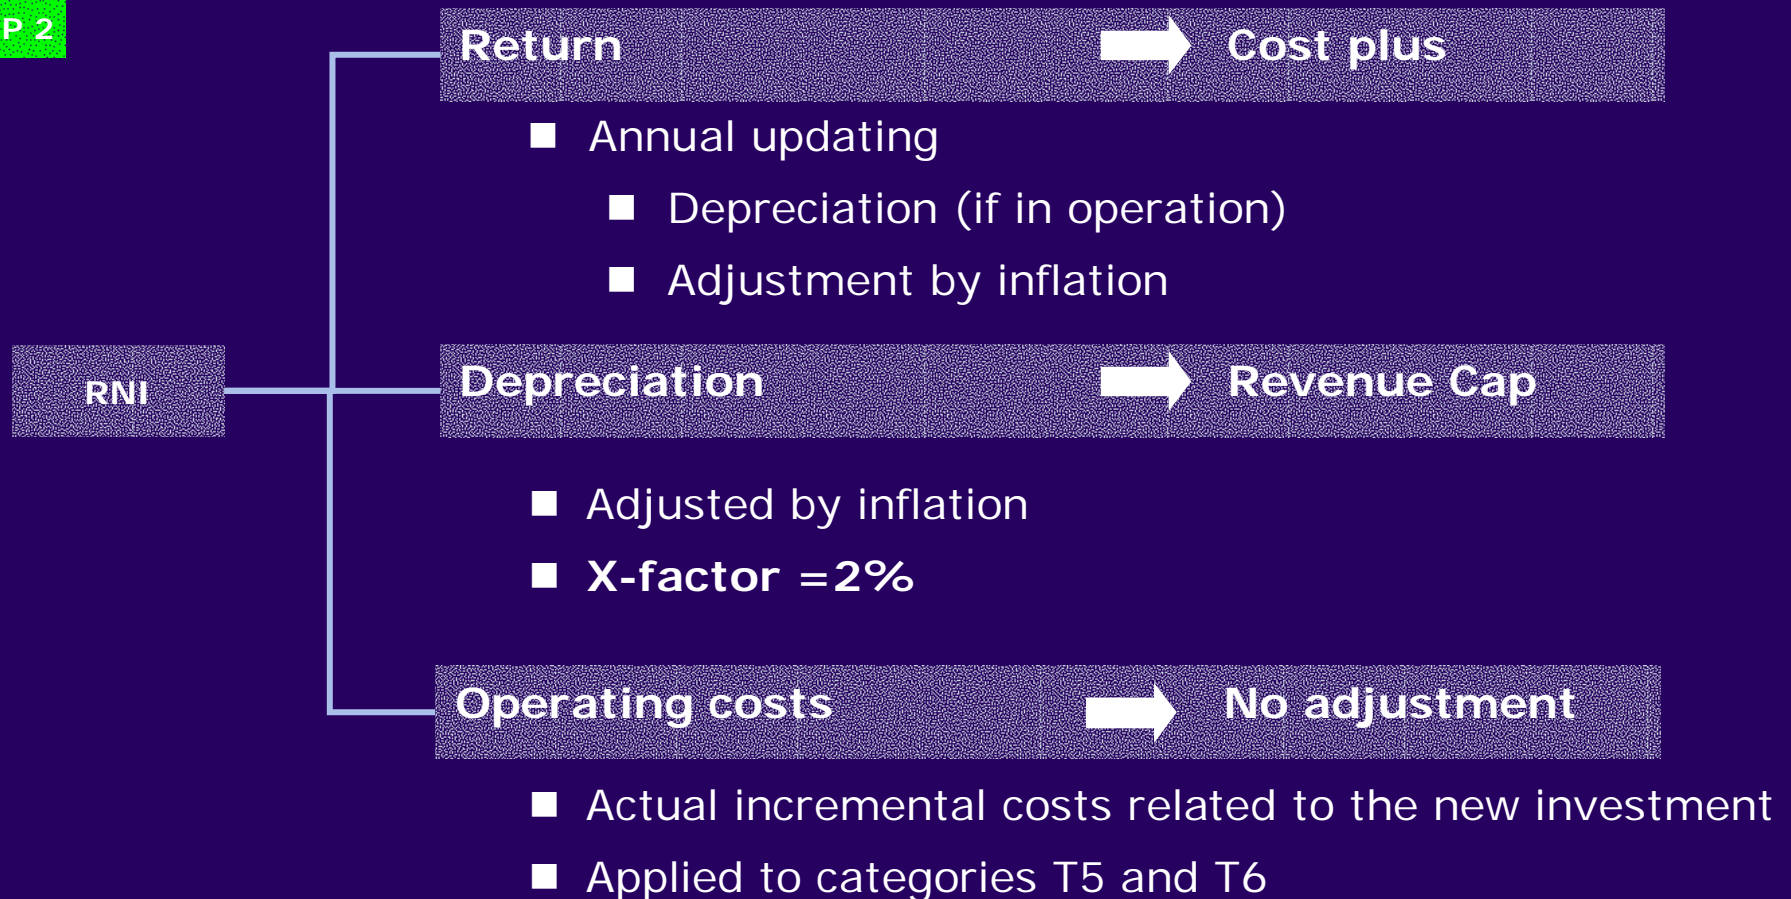 P 2
Return Cost plus
Annual updating
Depreciation (if in operation)
Adjustment by inflation
RNI
Depreciation Revenue Cap
Adjusted by inflation
X-factor =2%
Operating costs No adjustment
Actual incremental costs related to the new investment
Applied to categories T5 and T6